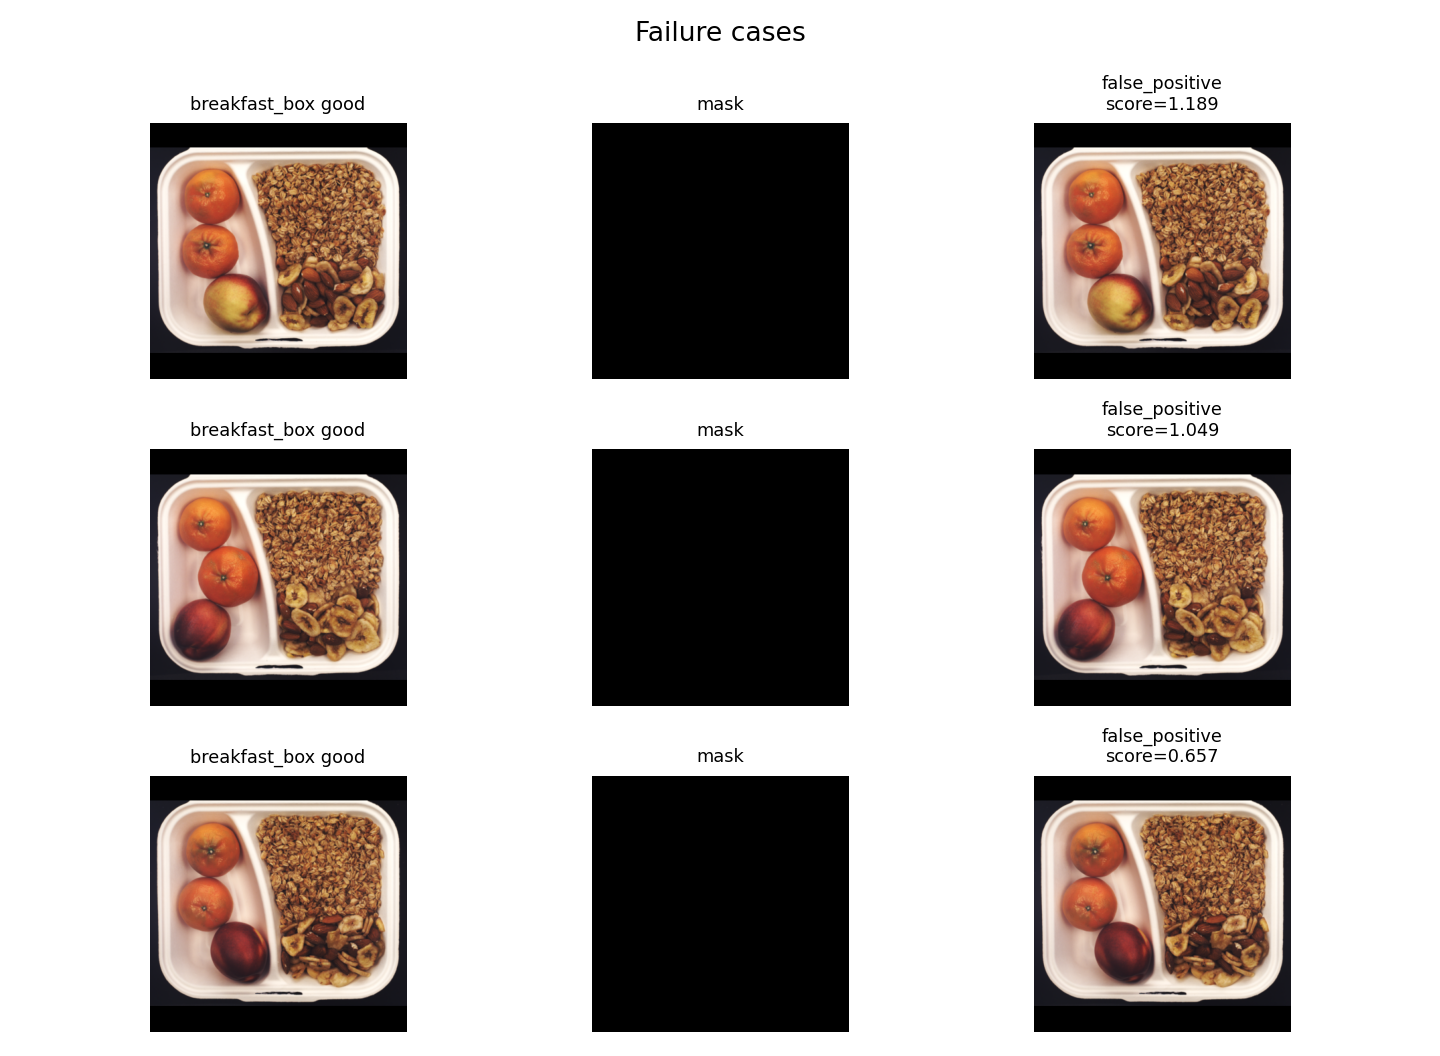 Failure cases
breakfast_box good
mask
false_positive
score=1.189
breakfast_box good
mask
false_positive
score=1.049
breakfast_box good
mask
false_positive
score=0.657